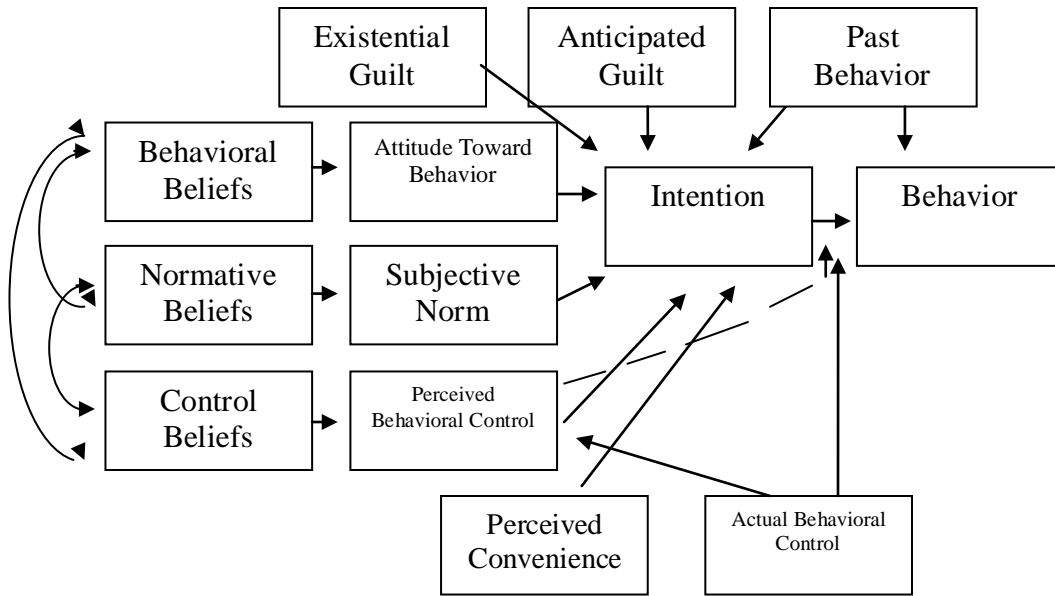 Existential
Guilt
Anticipated
Guilt
Past
Behavior
Behavioral
Beliefs
Attitude Toward
Behavior
Intention
Behavior
Normative
Beliefs
Subjective
Norm
Control
Beliefs
Perceived
Behavioral Control
Perceived
Convenience
Actual Behavioral
Control